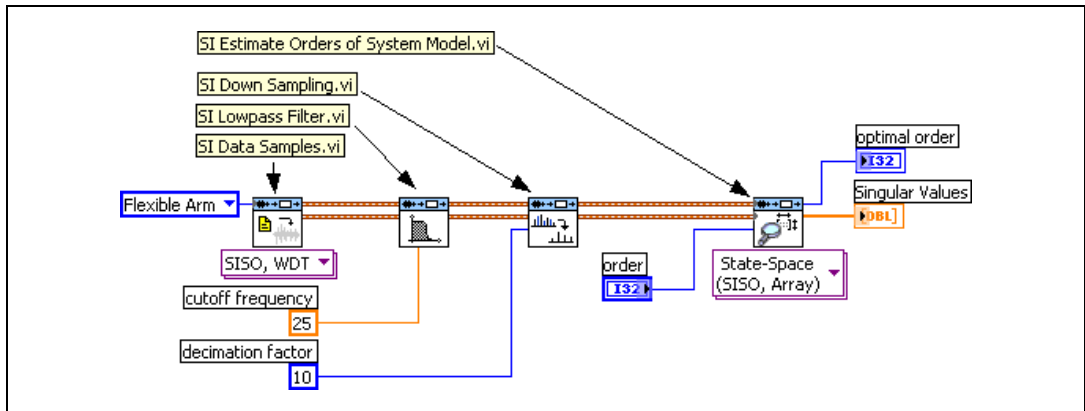 SI Estimate Orders of System Model.vi
SI Down Sampling.vi
SI Lowpass Filter.vi
SI Data Samples.vi
optimal order
I32
Flexible Arm
Singular Values
DBL]
SISO, WDT
order
I32
State-Space
(SISO, Array)
cutoff frequency
25
decimation factor
10